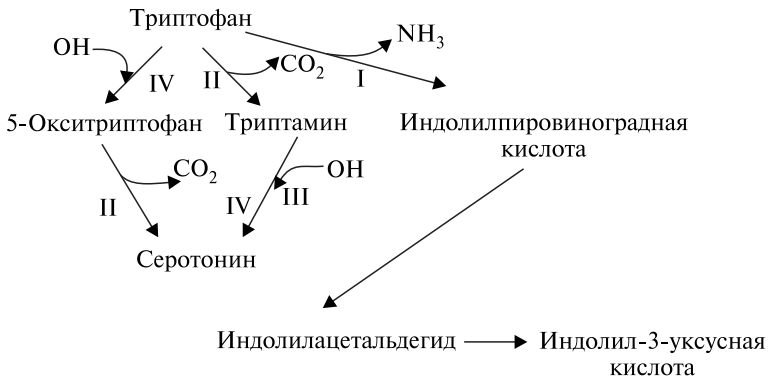 Триптофан
OH
NH3
CO2
IV
II
I
5-Окситриптофан
Триптамин
Индолилпировиноградная
кислота
CO2
OH
II
IV
III
Серотонин
Индолилацетальдегид
Индолил-3-уксусная
кислота